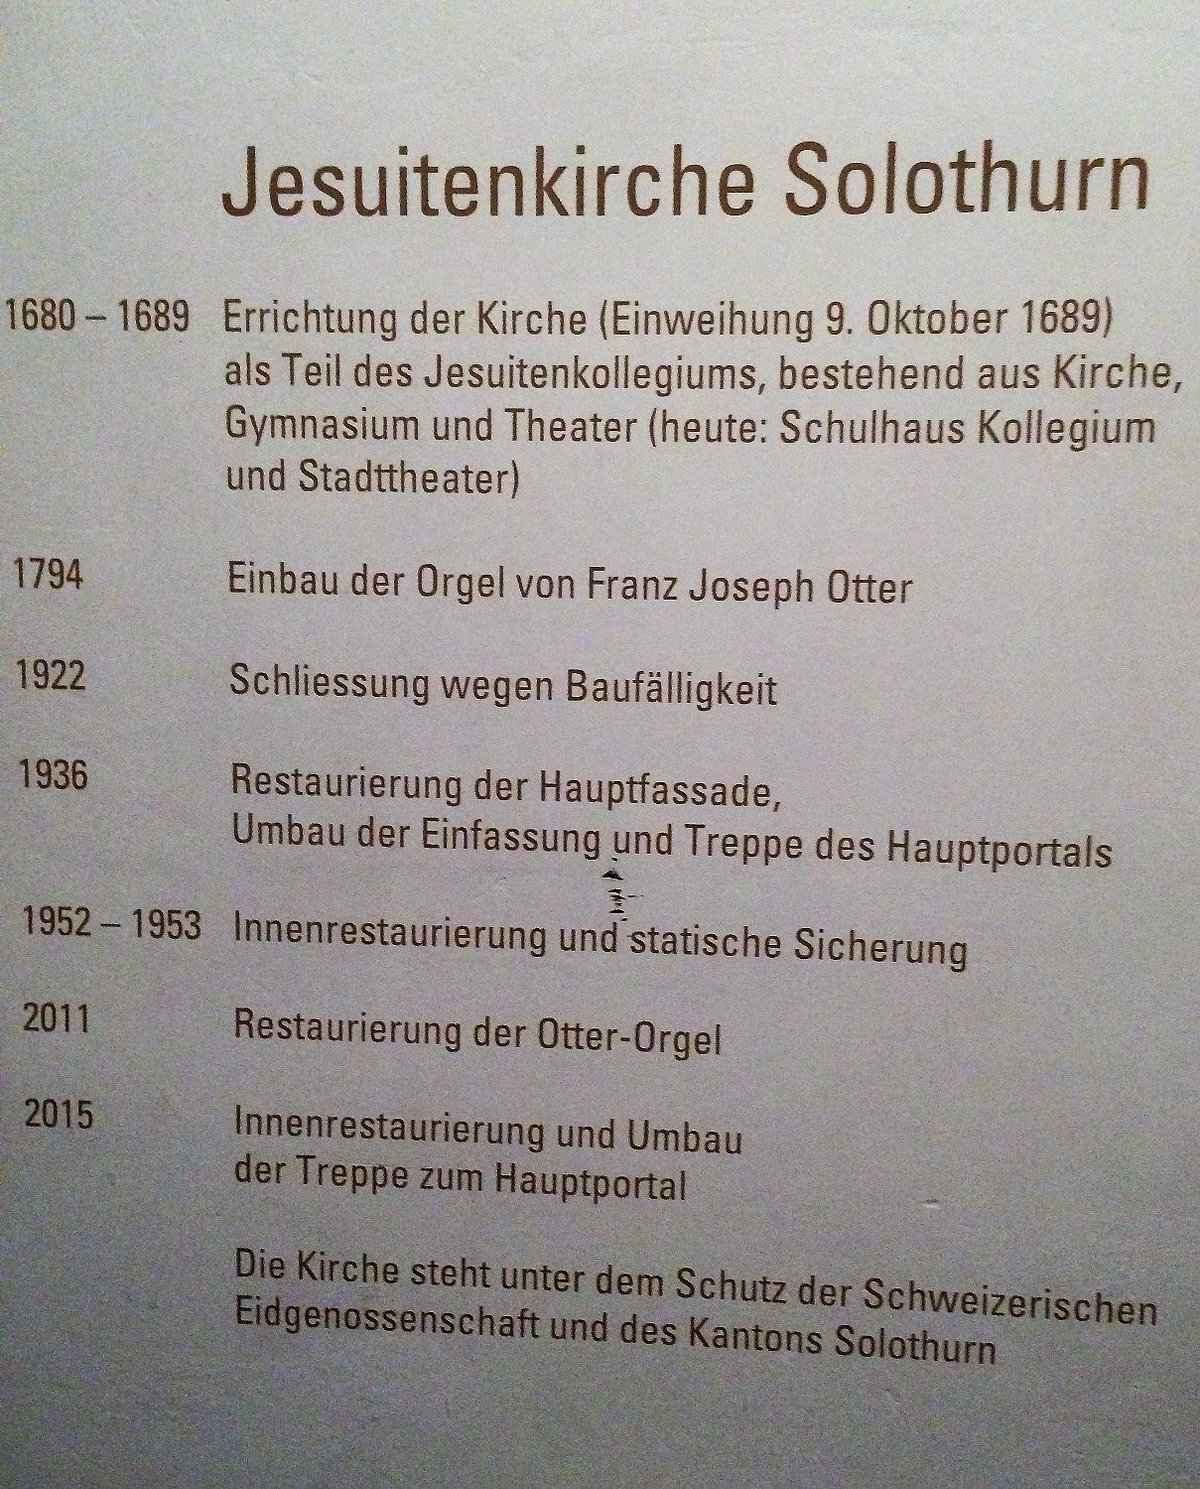 Jesuitenkirche Solothurn
1680 – 1689 Errichtung der Kirche (Einweihung 9. Oktober 1689)
als Teil des Jesuitenkollegiums, bestehend aus Kirche,
Gymnasium und Theater (heute: Schulhaus Kollegium
und Stadttheater)
1794 Einbau der Orgel von Franz Joseph Otter
1922 Schliessung wegen Baufälligkeit
1936 Restaurierung der Hauptfassade,
Umbau der Einfassung und Treppe des Hauptportals
1952 – 1953 Innenrestaurierung und statische Sicherung
2011 Restaurierung der Otter-Orgel
2015 Innenrestaurierung und Umbau
der Treppe zum Hauptportal
Die Kirche steht unter dem Schutz der Schweizerischen
Eidgenossenschaft und des Kantons Solothurn